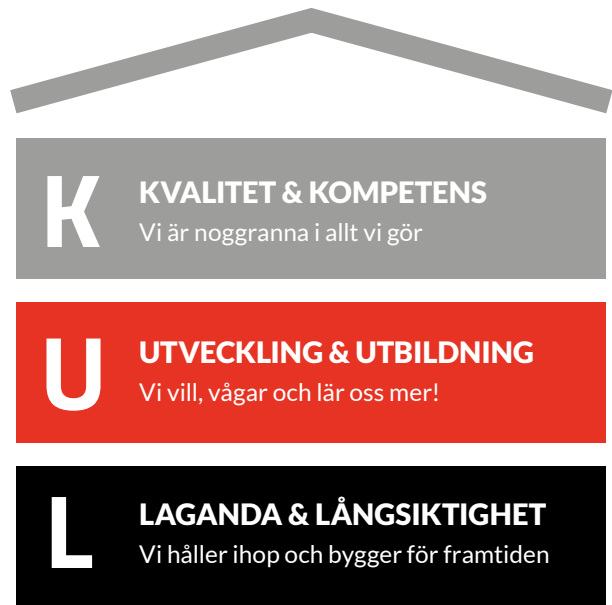 K
KVALITET & KOMPETENS
Vi är noggranna i allt vi gör
U
UTVECKLING & UTBILDNING
Vi vill, vågar och lär oss mer!
L
LAGANDA & LÅNGSIKTIGHET
Vi håller ihop och bygger för framtiden